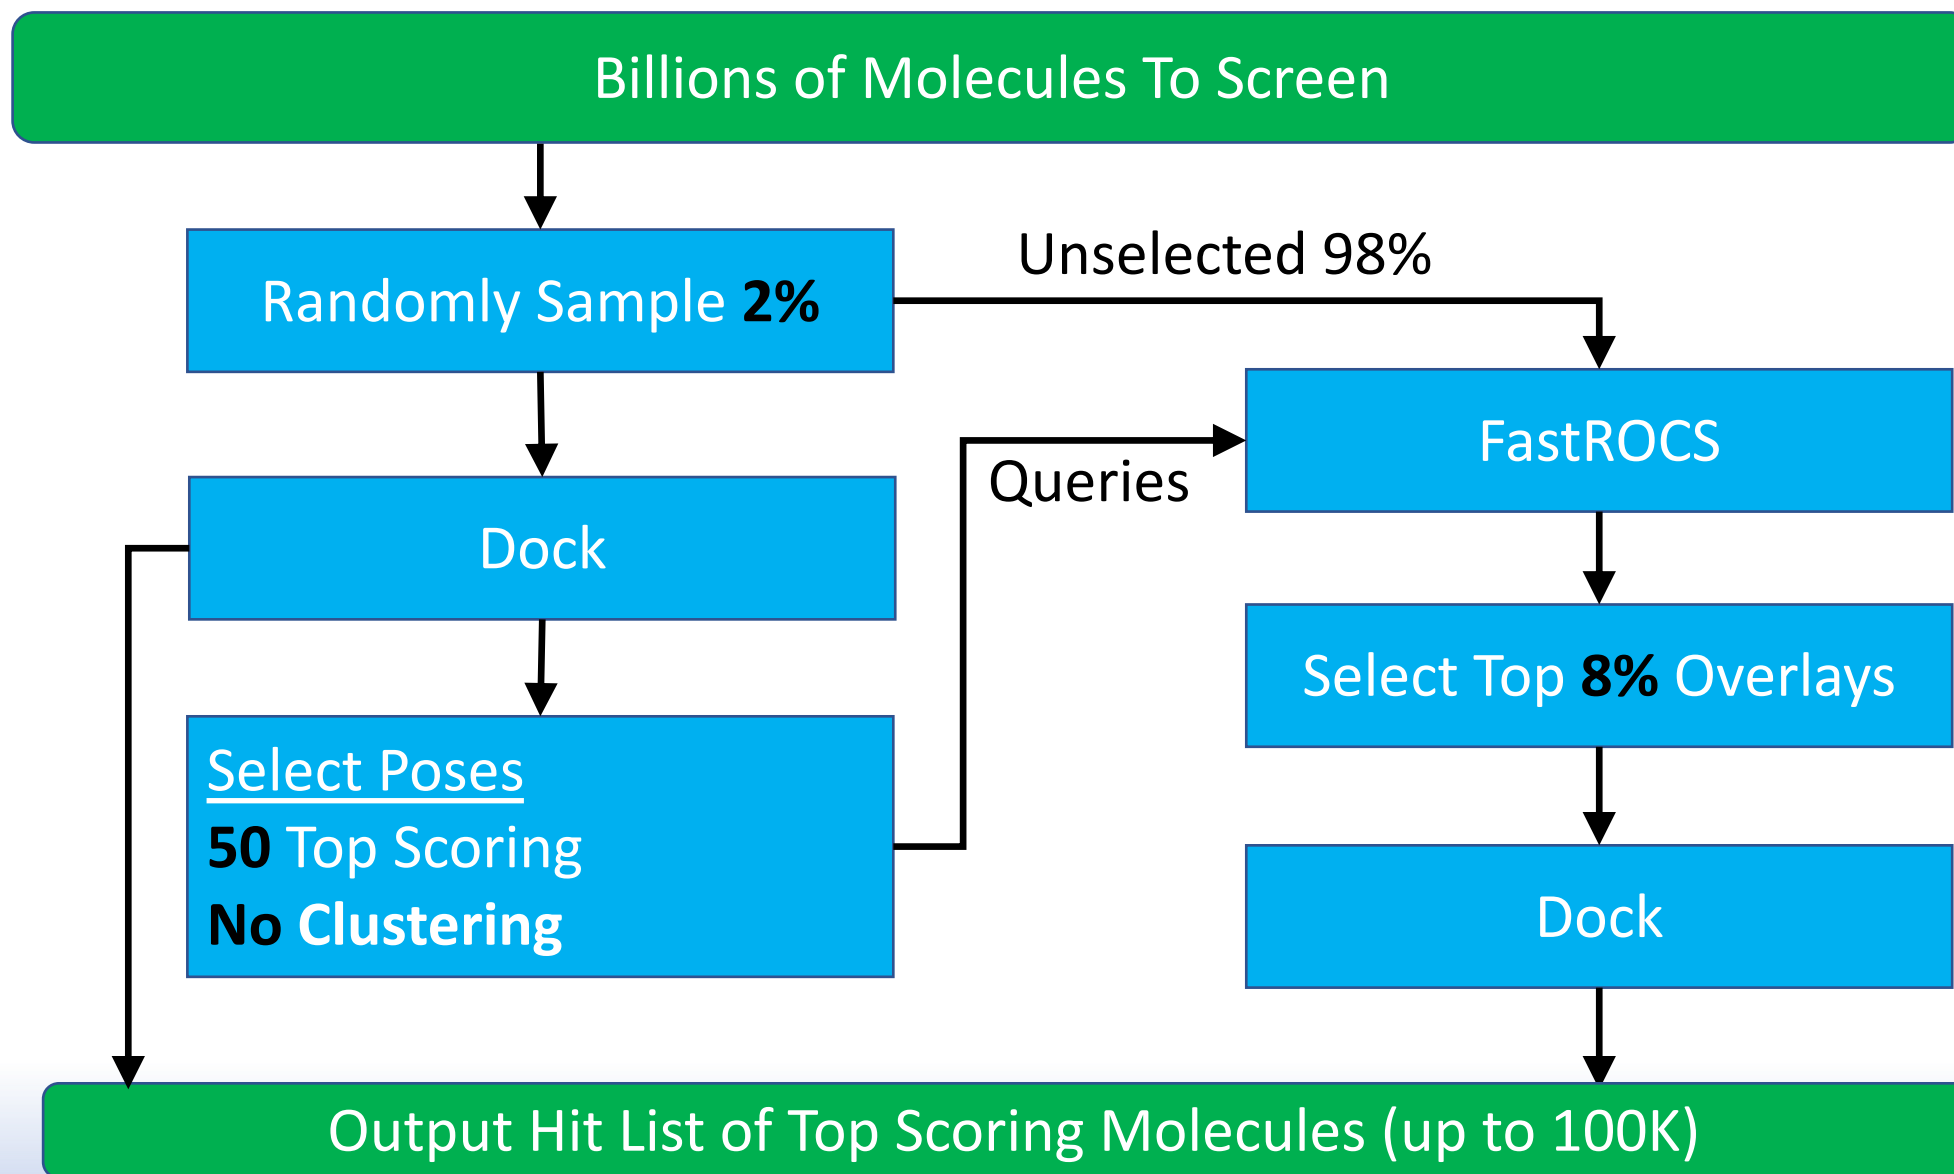 Billions of Molecules To Screen
Randomly Sample 2%
Unselected 98%
FastROCS
Queries
Dock
Select Top 8% Overlays
Select Poses
50 Top Scoring
No Clustering
Dock
Output Hit List of Top Scoring Molecules (up to 100K)